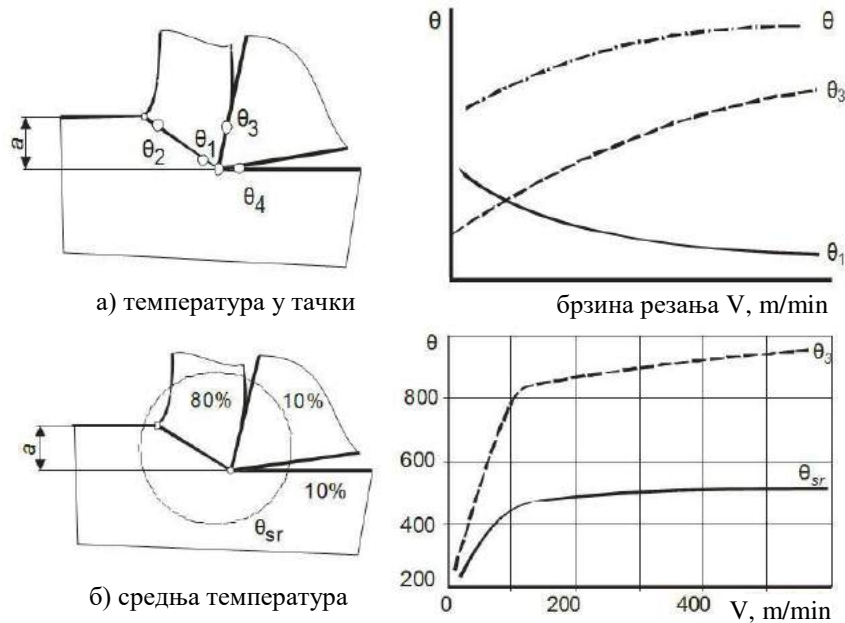 θ
θ
a
θ₃
θ₁
θ₂
θ₄
θ₃
θ₁
а) температура у тачки
брзина резања V, m/min
θ
θ₃
80%
10%
800
a
600
10%
θsr
θsr
400
200
б) средња температура
0
200
400
V, m/min